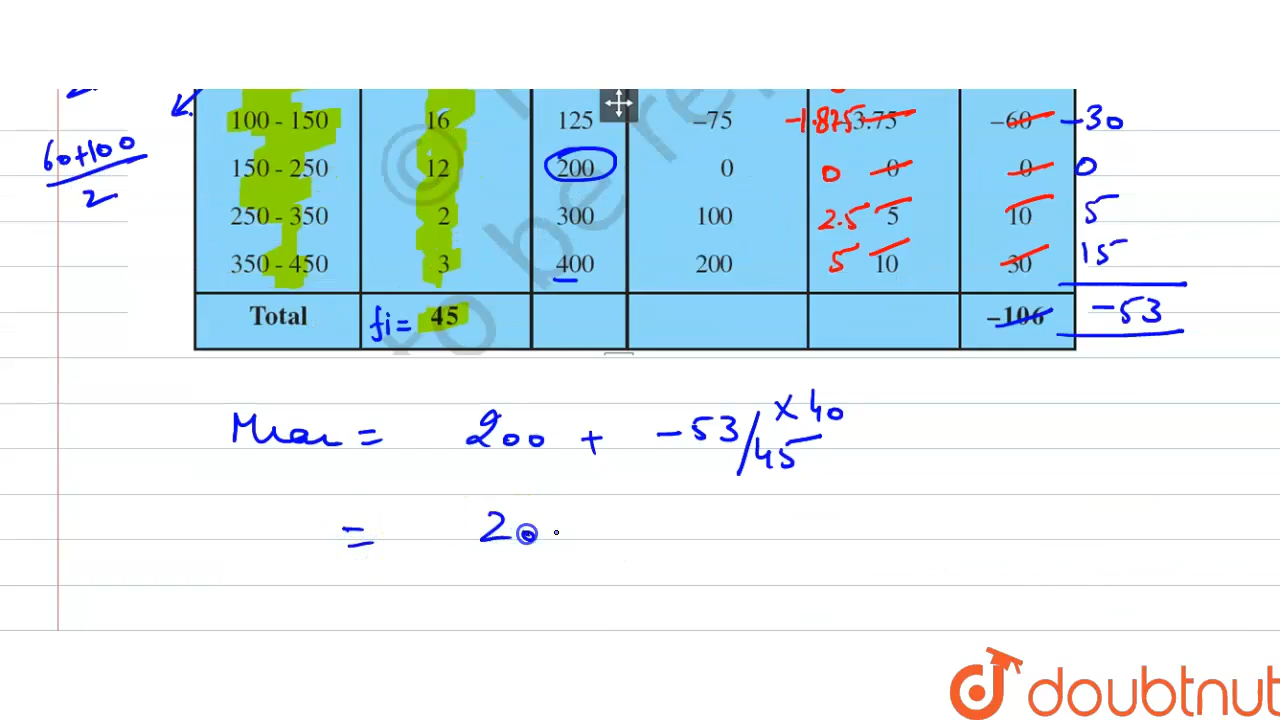 60+100
2
100 - 150 16 125 –75 -1.875 3.75 –60 -30
150 - 250 12 200 0 0 0 0 0
250 - 350 2 300 100 2.5 5 10 5
350 - 450 3 400 200 5 10 30 15
Total fi = 45 –106 -53
Mean = 200 + -53/45 × 40
= 20
doubtnut